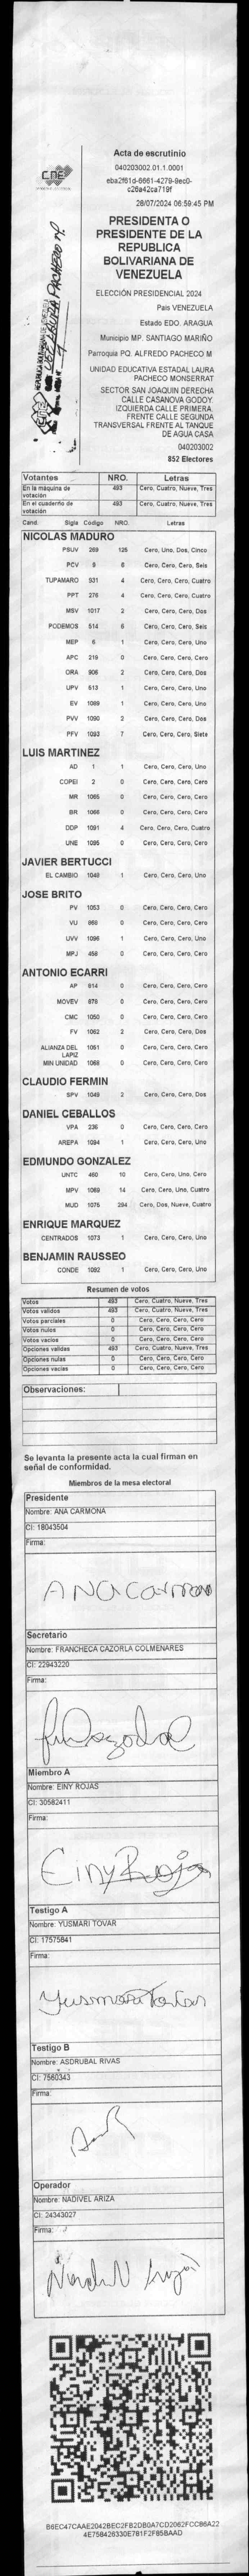 CNE
Acta de escrutinio
040203002.01.1.0001
eba2f61d-6661-4279-9ec0-
c26a42ca719f
28/07/2024 06:59:45 PM
PRESIDENTA O
PRESIDENTE DE LA
REPUBLICA
BOLIVARIANA DE
VENEZUELA
ELECCIÓN PRESIDENCIAL 2024
País VENEZUELA
Estado EDO. ARAGUA
Municipio MP. SANTIAGO MARIÑO
Parroquia PQ. ALFREDO PACHECO M
UNIDAD EDUCATIVA ESTADAL LAURA
PACHECO MONSERRAT
SECTOR SAN JOAQUIN DERECHA
CALLE CASANOVA GODOY.
IZQUIERDA CALLE PRIMERA.
FRENTE CALLE SEGUNDA
TRANSVERSAL FRENTE AL TANQUE
DE AGUA CASA
040203002
852 Electores
Votantes NRO. Letras
En la máquina de votación 493 Cero, Cuatro, Nueve, Tres
En el cuaderno de votación 493 Cero, Cuatro, Nueve, Tres
Cand. Sigla Codigo NRO. Letras
NICOLAS MADURO
PSUV 269 125 Cero, Uno, Dos, Cinco
PCV 9 6 Cero, Cero, Cero, Seis
TUPAMARO 931 4 Cero, Cero, Cero, Cuatro
PPT 276 4 Cero, Cero, Cero, Cuatro
MSV 1017 2 Cero, Cero, Cero, Dos
PODEMOS 514 6 Cero, Cero, Cero, Seis
MEP 6 1 Cero, Cero, Cero, Uno
APC 219 0 Cero, Cero, Cero, Cero
ORA 906 2 Cero, Cero, Cero, Dos
UPV 613 1 Cero, Cero, Cero, Uno
EV 1089 1 Cero, Cero, Cero, Uno
PVV 1090 2 Cero, Cero, Cero, Dos
PFV 1093 7 Cero, Cero, Cero, Siete
LUIS MARTINEZ
AD 1 1 Cero, Cero, Cero, Uno
COPEI 2 0 Cero, Cero, Cero, Cero
MR 1065 0 Cero, Cero, Cero, Cero
BR 1066 0 Cero, Cero, Cero, Cero
DDP 1091 4 Cero, Cero, Cero, Cuatro
UNE 1095 0 Cero, Cero, Cero, Cero
JAVIER BERTUCCI
EL CAMBIO 1048 1 Cero, Cero, Cero, Uno
JOSE BRITO
PV 1053 0 Cero, Cero, Cero, Cero
VU 868 0 Cero, Cero, Cero, Cero
UVV 1096 1 Cero, Cero, Cero, Uno
MPJ 458 0 Cero, Cero, Cero, Cero
ANTONIO ECARRI
AP 914 0 Cero, Cero, Cero, Cero
MOVEV 878 0 Cero, Cero, Cero, Cero
CMC 1050 0 Cero, Cero, Cero, Cero
FV 1062 2 Cero, Cero, Cero, Dos
ALIANZA DEL LAPIZ 1051 0 Cero, Cero, Cero, Cero
MIN UNIDAD 1068 0 Cero, Cero, Cero, Cero
CLAUDIO FERMIN
SPV 1049 2 Cero, Cero, Cero, Dos
DANIEL CEBALLOS
VPA 236 0 Cero, Cero, Cero, Cero
AREPA 1094 1 Cero, Cero, Cero, Uno
EDMUNDO GONZALEZ
UNTC 460 10 Cero, Cero, Uno, Cero
MPV 1069 14 Cero, Cero, Uno, Cuatro
MUD 1075 294 Cero, Dos, Nueve, Cuatro
ENRIQUE MARQUEZ
CENTRADOS 1073 1 Cero, Cero, Cero, Uno
BENJAMIN RAUSSEO
CONDE 1092 1 Cero, Cero, Cero, Uno
Resumen de votos
Votos 493 Cero, Cuatro, Nueve, Tres
Votos validos 493 Cero, Cuatro, Nueve, Tres
Votos parciales 0 Cero, Cero, Cero, Cero
Votos nulos 0 Cero, Cero, Cero, Cero
Votos vacios 0 Cero, Cero, Cero, Cero
Opciones validas 493 Cero, Cuatro, Nueve, Tres
Opciones nulas 0 Cero, Cero, Cero, Cero
Opciones vacias 0 Cero, Cero, Cero, Cero
Observaciones:
Se levanta la presente acta la cual firman en
señal de conformidad.
Miembros de la mesa electoral
Presidente
Nombre: ANA CARMONA
CI: 18043504
Firma:
ANA Carmona
Secretario
Nombre: FRANCHECA CAZORLA COLMENARES
CI: 22943220
Firma:
Miembro A
Nombre: EINY ROJAS
CI: 30582411
Firma:
Einy Rojas
Testigo A
Nombre: YUSMARI TOVAR
CI: 17575841
Firma:
Yusmari Tovar
Testigo B
Nombre: ASDRUBAL RIVAS
CI: 7560343
Firma:
Operador
Nombre: NADIVEL ARIZA
CI: 24343027
Firma:
B6EC47CAAE2042BEC2FB2DB0A7CD2062FCC86A22
4E758426330E781F2F85BAAD